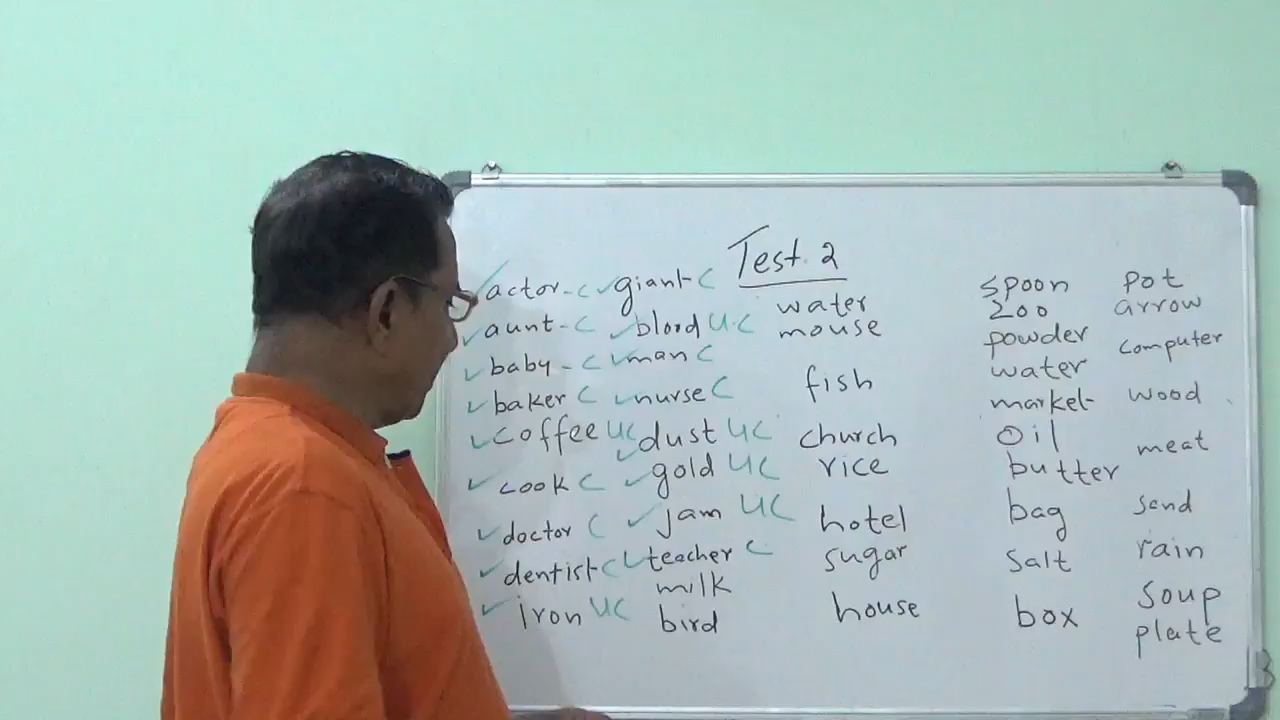 Test. 2
actor - C
aunt - C
baby - C
baker C
coffee UC
cook C
doctor C
dentist - C
iron UC
giant - C
blood U.C
man C
nurse C
dust UC
gold UC
jam UC
teacher C
milk
bird
water
mouse
fish
church
rice
hotel
sugar
house
spoon
zoo
powder
water
market
oil
butter
bag
salt
box
pot
arrow
computer
wood
meat
sand
rain
soup
plate